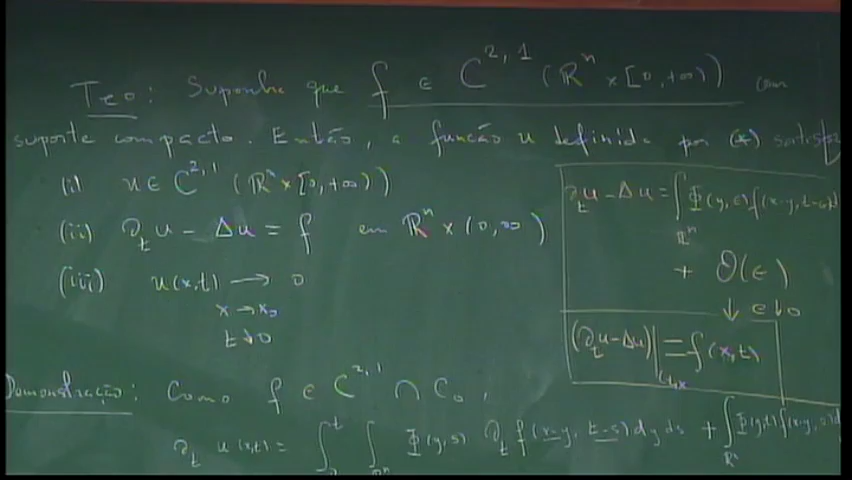 Teo: Suponha que f ∈ C^{2,1} (ℝ^n × [0,+∞)) com
suporte compacto. Então, a função u definida por (*) satisfaz
(i) u ∈ C^{2,1} (ℝ^n × [0,+∞))
(ii) ∂_t u - Δu = f em ℝ^n × (0,∞)
(iii) u(x,t) → 0
x → x_0
t ↓ 0
∂_t u - Δu = ∫_{ℝ^n} Φ(y,ϵ) f(x-y, t-ϵ) d
+ O(ϵ)
↓ ϵ↓0
(∂_t u - Δu)|_{(t,x} = f(x,t)
Demonstração: Como f ∈ C^{2,1} ∩ C_0,
∂_t u(x,t) = ∫_0^t ∫_{ℝ^n} Φ(y,s) ∂_t f(x-y, t-s) dy ds + ∫_{ℝ^n} Φ(y,t) f(x-y, 0) d